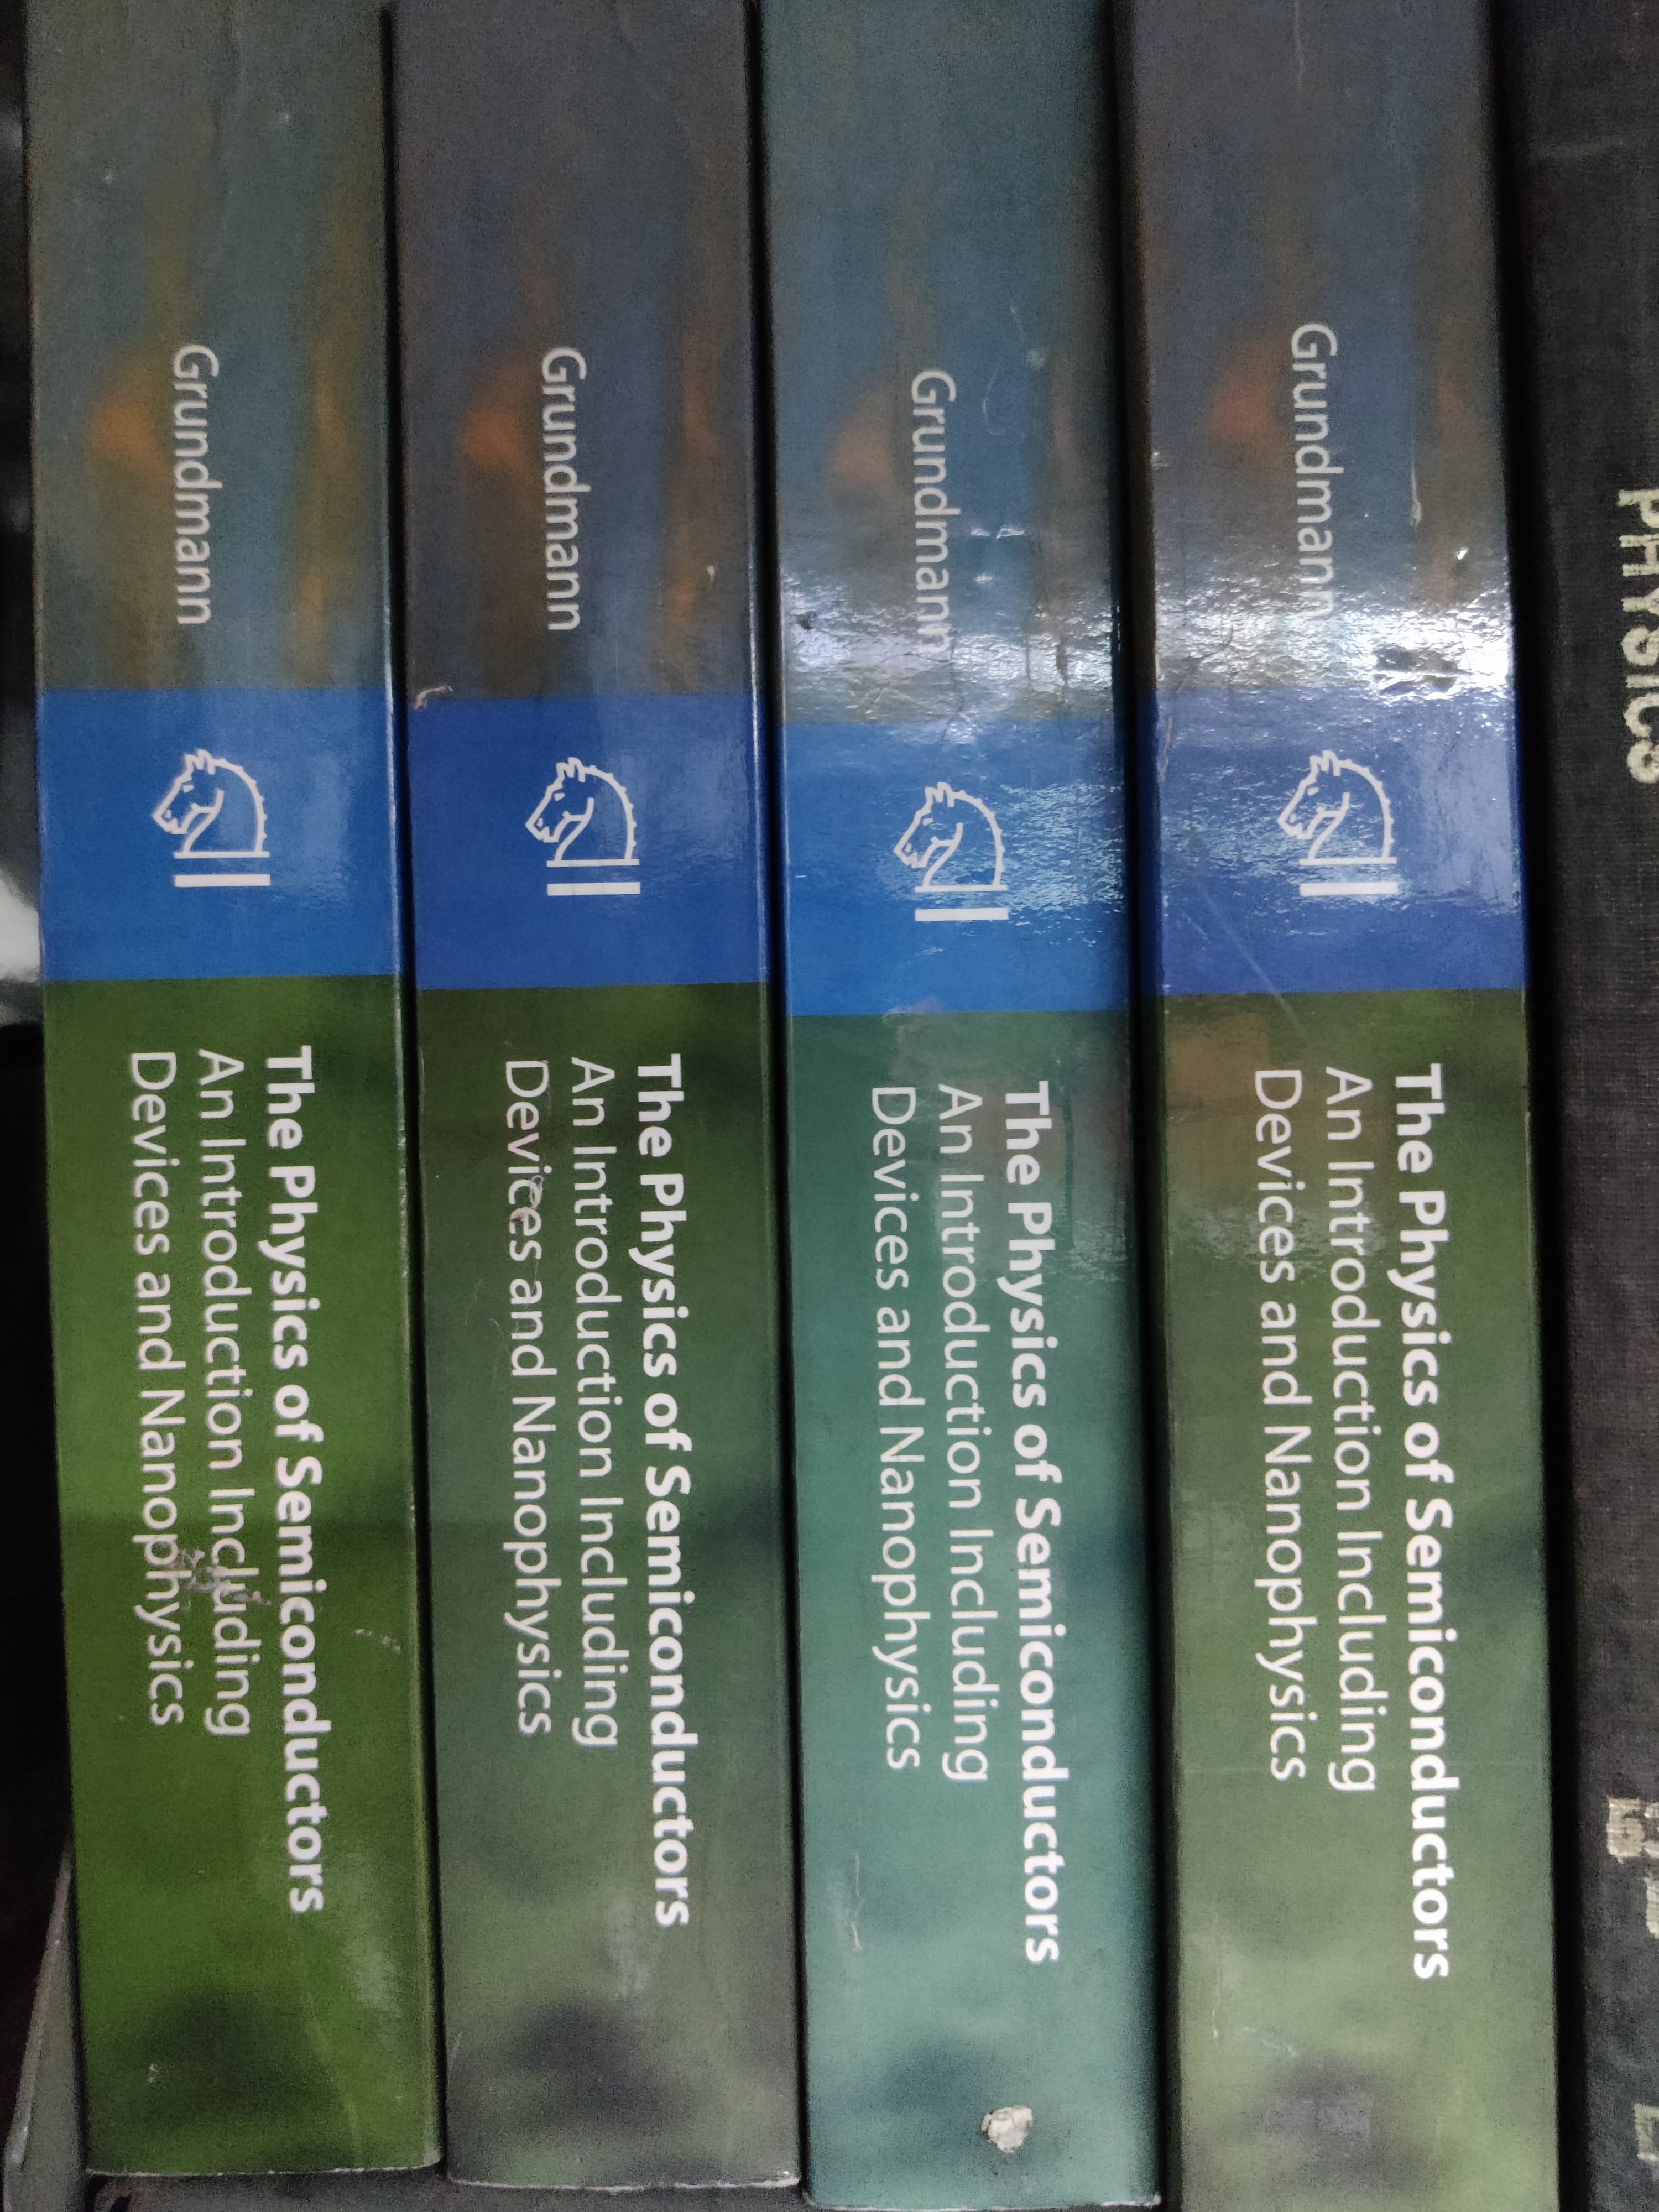 Grundmann
The Physics of Semiconductors
An Introduction Including
Devices and Nanophysics
Grundmann
The Physics of Semiconductors
An Introduction Including
Devices and Nanophysics
Grundmann
The Physics of Semiconductors
An Introduction Including
Devices and Nanophysics
Grundmann
The Physics of Semiconductors
An Introduction Including
Devices and Nanophysics
PHYSICS